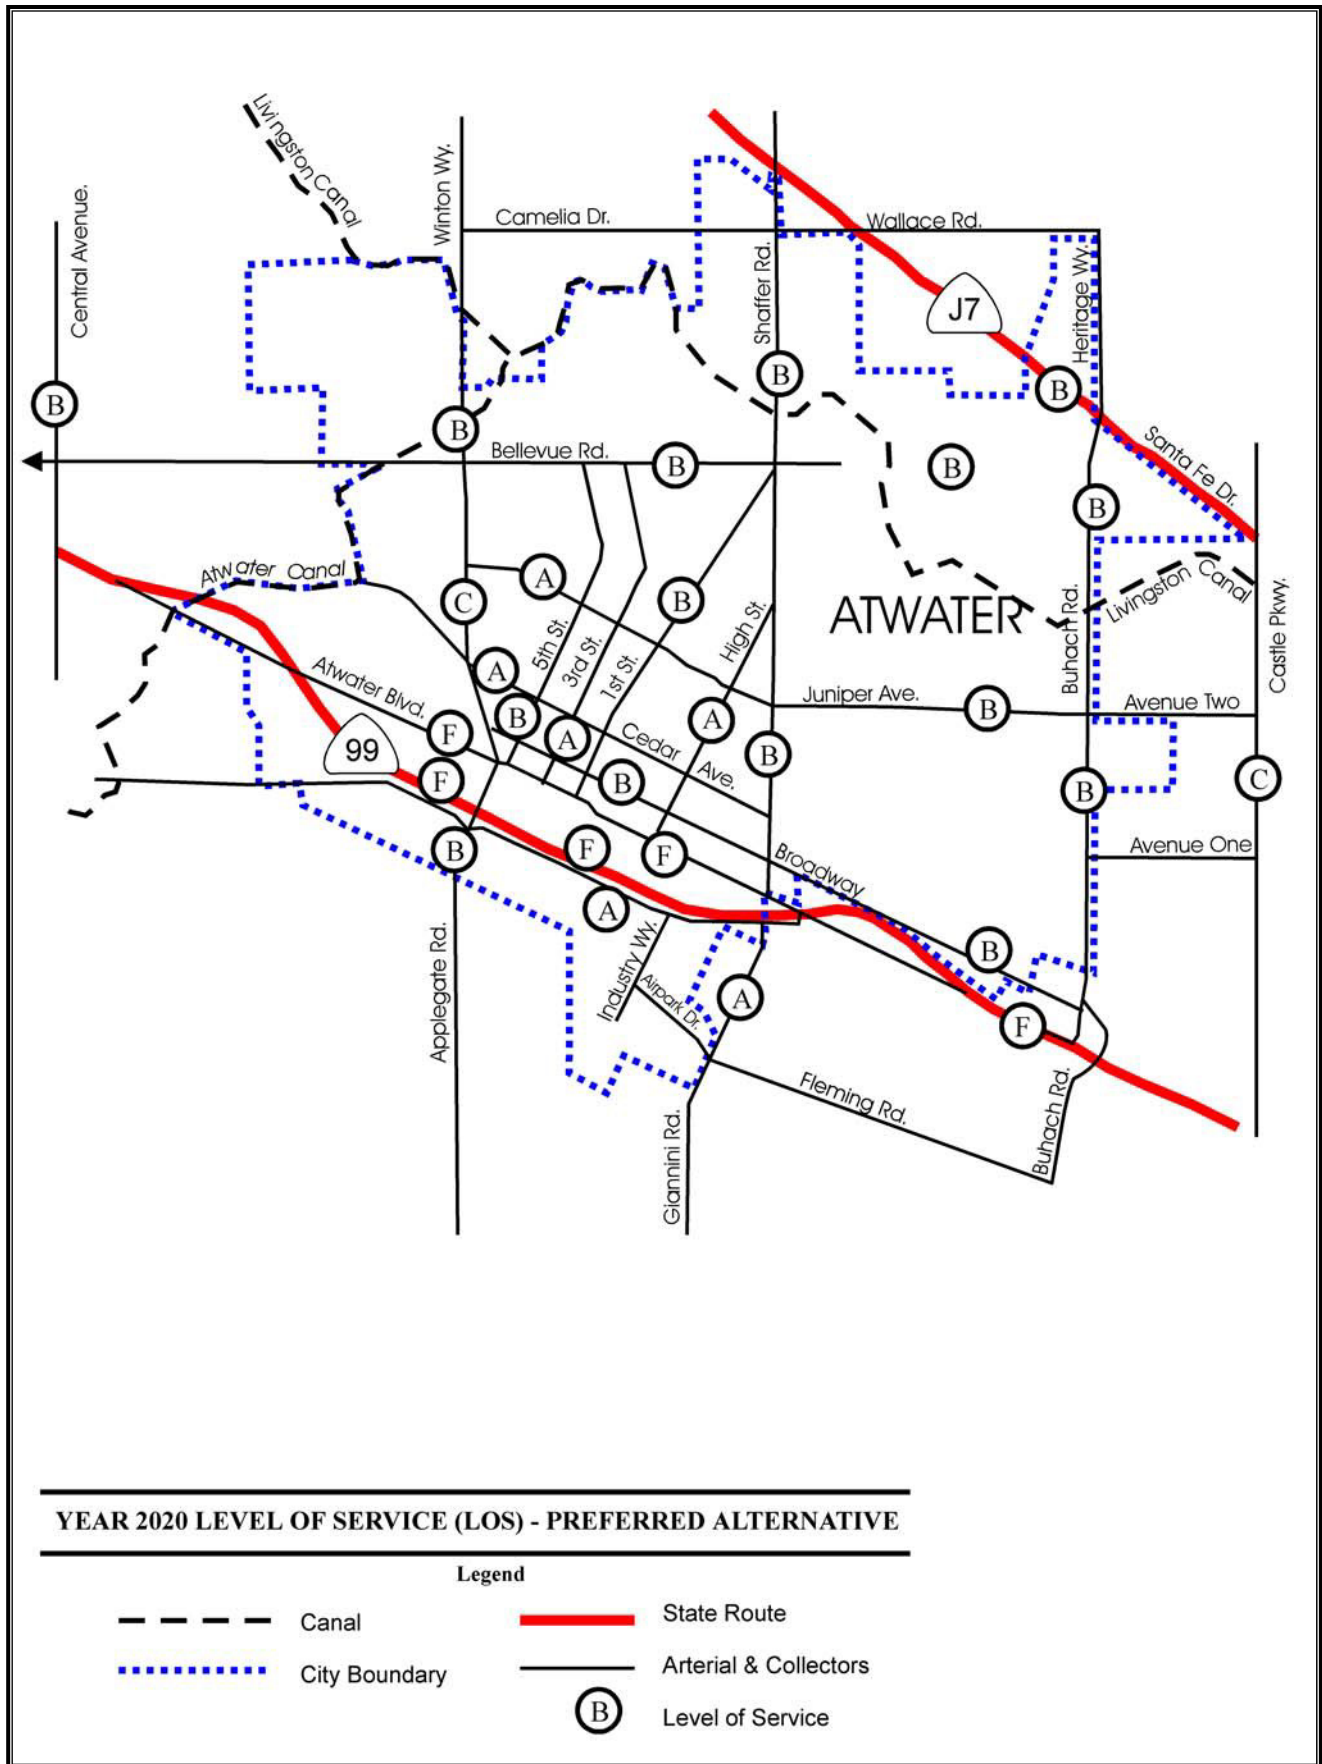 Livingston Canal
Winton Wy.
Central Avenue.
Camelia Dr.
Wallace Rd.
Shaffer Rd.
Heritage Wy.
J7
B
B
B
B
Bellevue Rd.
B
B
Santa Fe Dr.
B
Atwater Canal
A
C
B
High St.
ATWATER
Livingston Canal
Buhach Rd.
Castle Pkwy.
5th St.
3rd St.
1st St.
A
Atwater Blvd.
B
A
A
Juniper Ave.
B
Avenue Two
F
Cedar Ave.
B
99
F
B
B
C
B
F
F
Broadway
Avenue One
A
Applegate Rd.
Industry Wy.
Airpark Dr.
A
B
F
Fleming Rd.
Giannini Rd.
Buhach Rd.
YEAR 2020 LEVEL OF SERVICE (LOS) - PREFERRED ALTERNATIVE
Legend
Canal
State Route
City Boundary
Arterial & Collectors
B
Level of Service